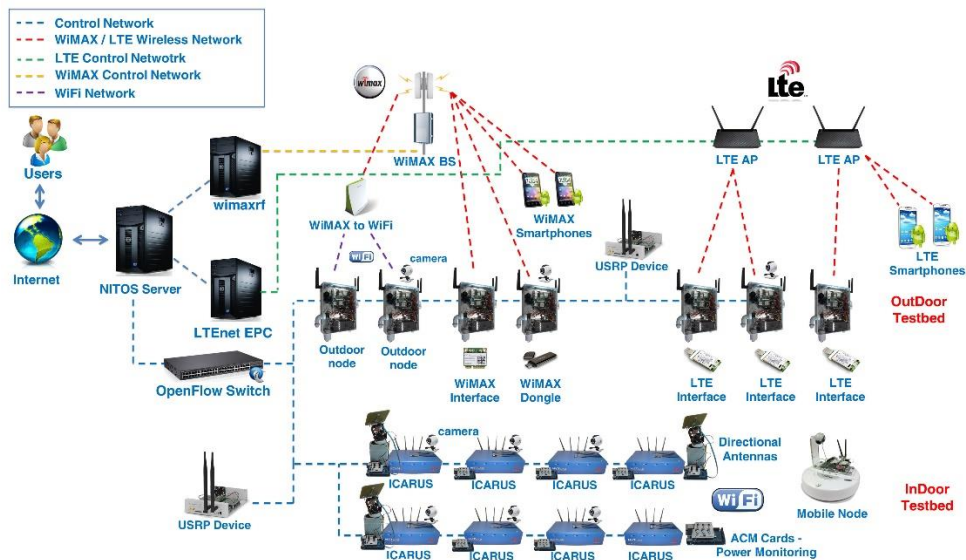 Control Network
WiMAX / LTE Wireless Network
LTE Control Netwotrk
WiMAX Control Network
WiFi Network
wimax
Lte
Users
WiMAX BS
LTE AP
LTE AP
wimaxrf
WiMAX to WiFi
WiMAX
Smartphones
LTE
Smartphones
Internet
NITOS Server
WiFi
camera
USRP Device
OutDoor
Testbed
LTEnet EPC
Outdoor
node
Outdoor
node
WiMAX
Interface
WiMAX
Dongle
LTE
Interface
LTE
Interface
LTE
Interface
OpenFlow Switch
camera
Directional
Antennas
ICARUS
ICARUS
ICARUS
ICARUS
USRP Device
WiFi
Mobile Node
InDoor
Testbed
ICARUS
ICARUS
ICARUS
ICARUS
ACM Cards -
Power Monitoring